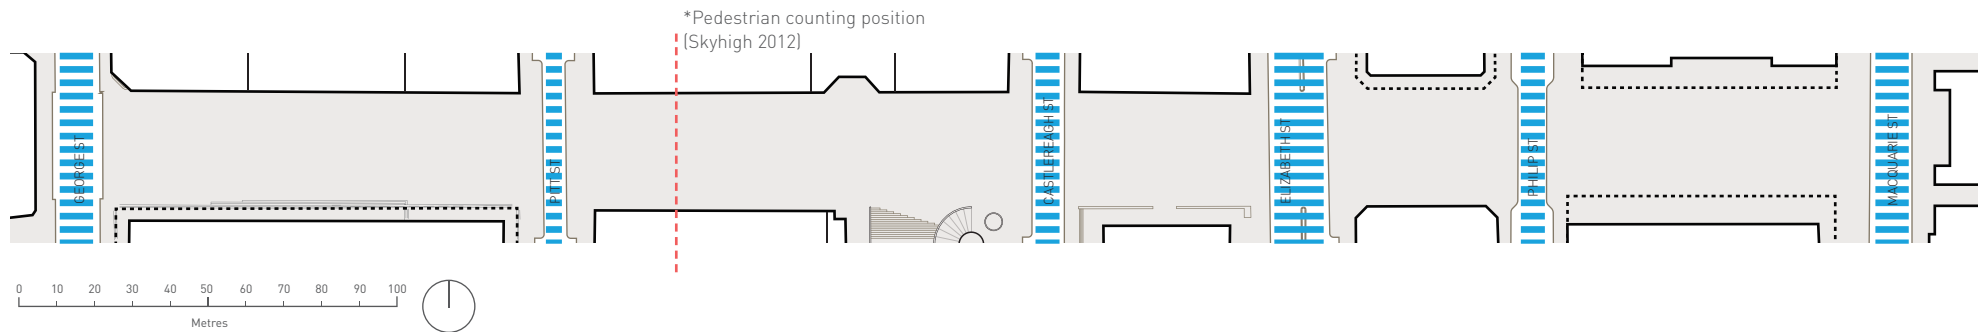 *Pedestrian counting position
(Skyhigh 2012)
GEORGE ST
PITT ST
CASTLEREAGH ST
ELIZABETH ST
PHILIP ST
MACQUARIE ST
0 10 20 30 40 50 60 70 80 90 100
Metres